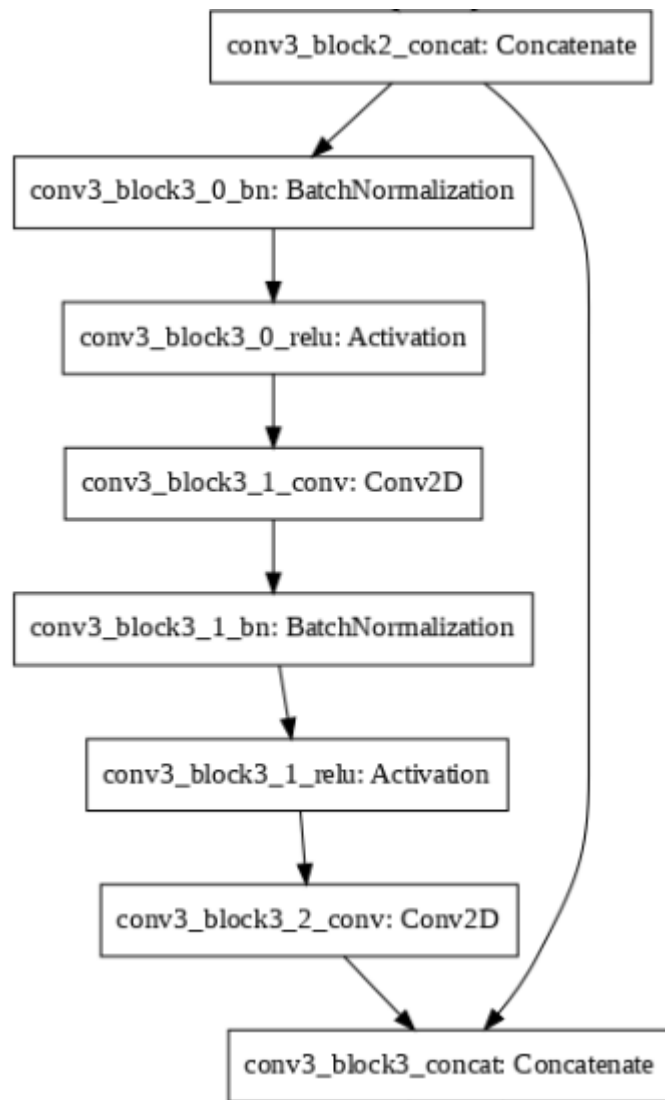 conv3_block2_concat: Concatenate
conv3_block3_0_bn: BatchNormalization
conv3_block3_0_relu: Activation
conv3_block3_1_conv: Conv2D
conv3_block3_1_bn: BatchNormalization
conv3_block3_1_relu: Activation
conv3_block3_2_conv: Conv2D
conv3_block3_concat: Concatenate